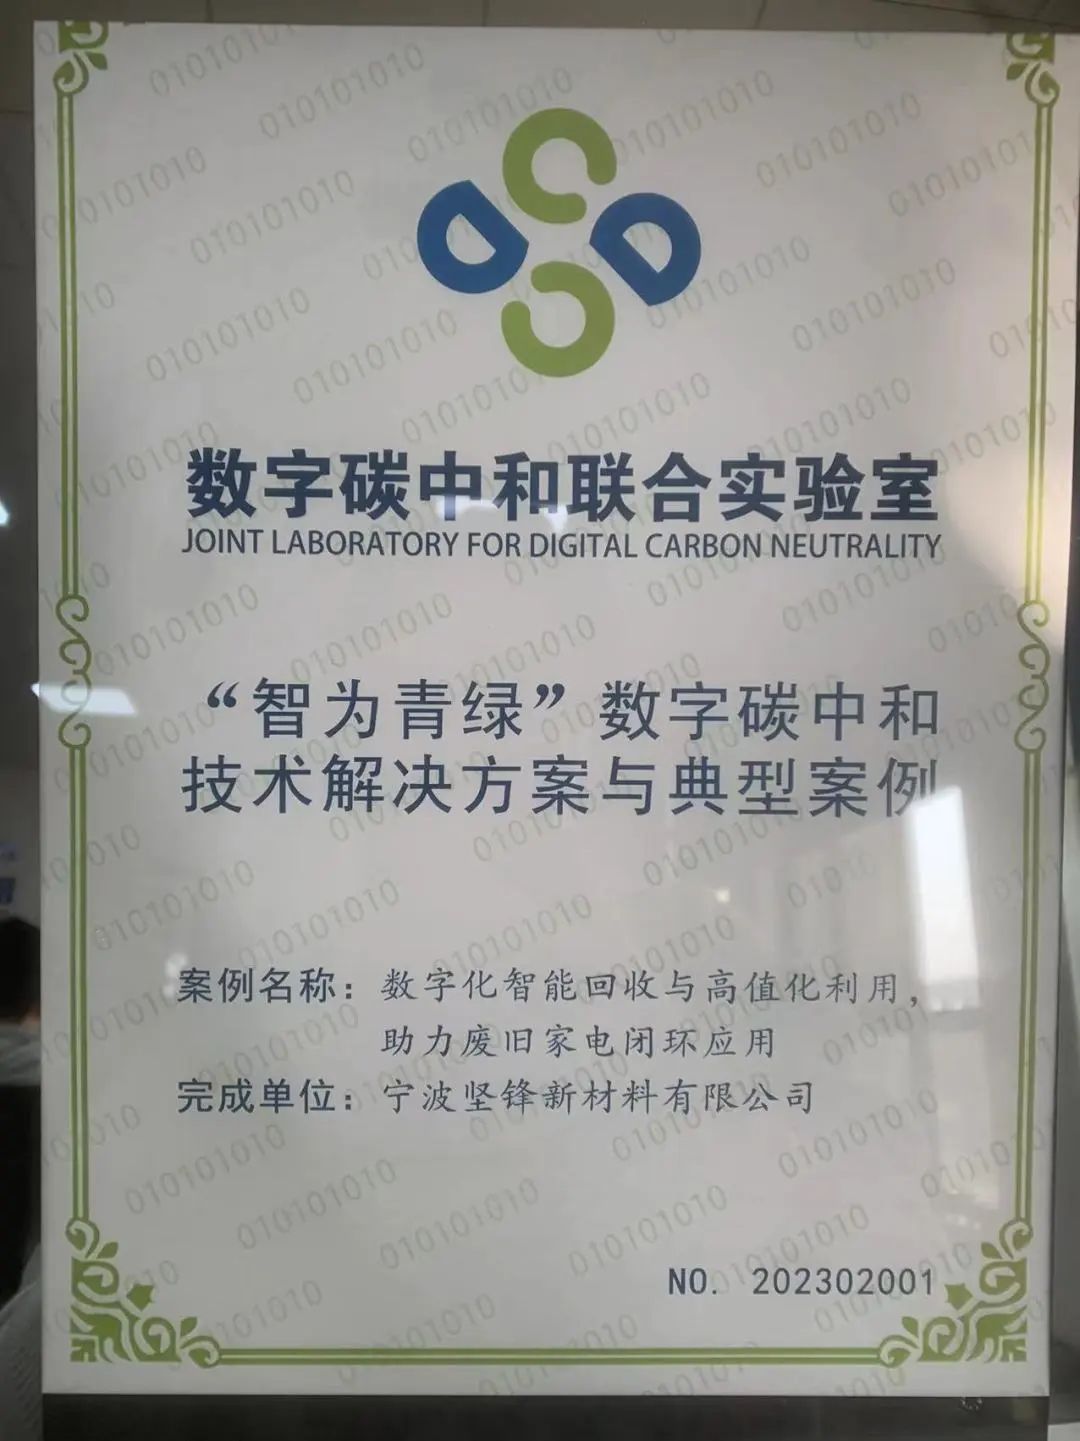 数字碳中和联合实验室
JOINT LABORATORY FOR DIGITAL CARBON NEUTRALITY
“智为青绿”数字碳中和
技术解决方案与典型案例
案例名称：数字化智能回收与高值化利用，
助力废旧家电闭环应用
完成单位：宁波坚锋新材料有限公司
NO. 202302001